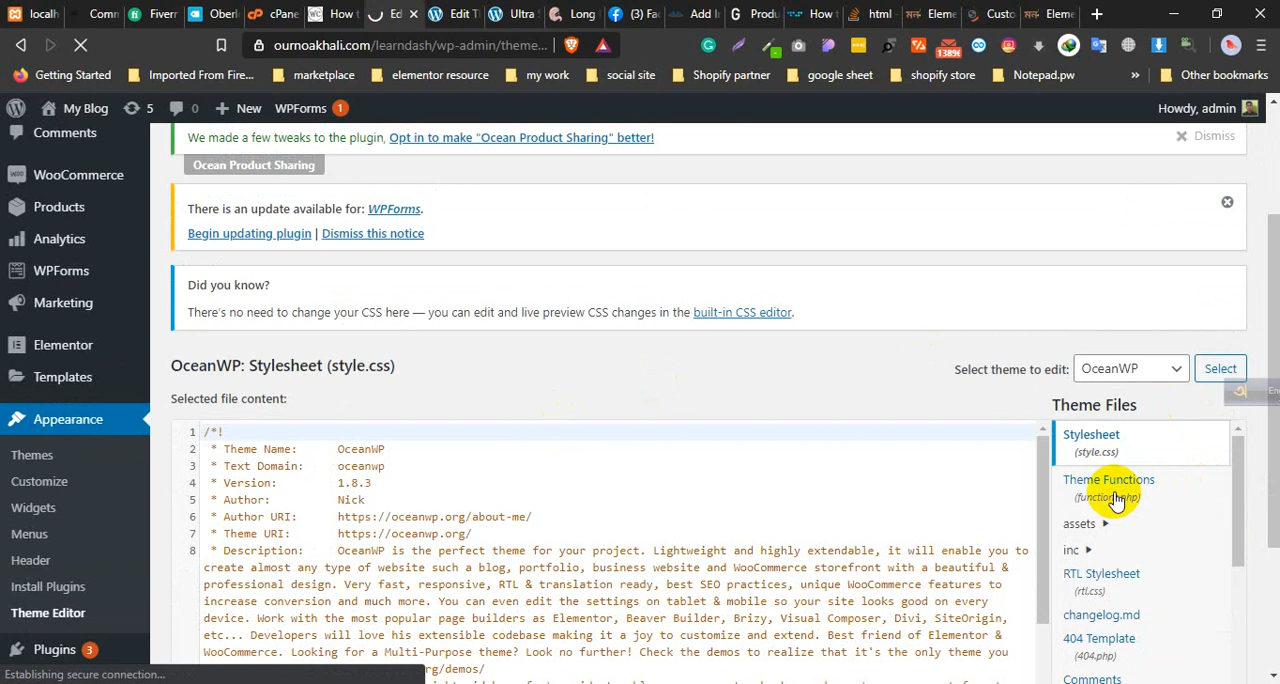 localh
Comm
Fiverr
Oberl
cPane
How t
Ed
Edit T
Ultra
Long
(3) Fa
Add In
Produ
How t
html -
Eleme
Custo
Eleme
ournoakhali.com/learndash/wp-admin/theme...
1389
Getting Started
Imported From Fire...
marketplace
elementor resource
my work
social site
Shopify partner
google sheet
shopify store
Notepad.pw
»
Other bookmarks
My Blog
5
0
New
WPForms 1
Howdy, admin
Comments
WooCommerce
Products
Analytics
WPForms
Marketing
Elementor
Templates
Appearance
Themes
Customize
Widgets
Menus
Header
Install Plugins
Theme Editor
Plugins 3
We made a few tweaks to the plugin, Opt in to make "Ocean Product Sharing" better!
Dismiss
Ocean Product Sharing
There is an update available for: WPForms.
Begin updating plugin | Dismiss this notice
Did you know?
There's no need to change your CSS here — you can edit and live preview CSS changes in the built-in CSS editor.
OceanWP: Stylesheet (style.css)
Select theme to edit: OceanWP Select
Selected file content:
1 /*!
2 * Theme Name: OceanWP
3 * Text Domain: oceanwp
4 * Version: 1.8.3
5 * Author: Nick
6 * Author URI: https://oceanwp.org/about-me/
7 * Theme URI: https://oceanwp.org/
8 * Description: OceanWP is the perfect theme for your project. Lightweight and highly extendable, it will enable you to
create almost any type of website such a blog, portfolio, business website and WooCommerce storefront with a beautiful &
professional design. Very fast, responsive, RTL & translation ready, best SEO practices, unique WooCommerce features to
increase conversion and much more. You can even edit the settings on tablet & mobile so your site looks good on every
device. Work with the most popular page builders as Elementor, Beaver Builder, Brizy, Visual Composer, Divi, SiteOrigin,
etc... Developers will love his extensible codebase making it a joy to customize and extend. Best friend of Elementor &
WooCommerce. Looking for a Multi-Purpose theme? Look no further! Check the demos to realize that it's the only theme you
.org/demos/
Theme Files
Stylesheet
(style.css)
Theme Functions
(functions.php)
assets
inc
RTL Stylesheet
(rtl.css)
changelog.md
404 Template
(404.php)
Comments
Establishing secure connection...